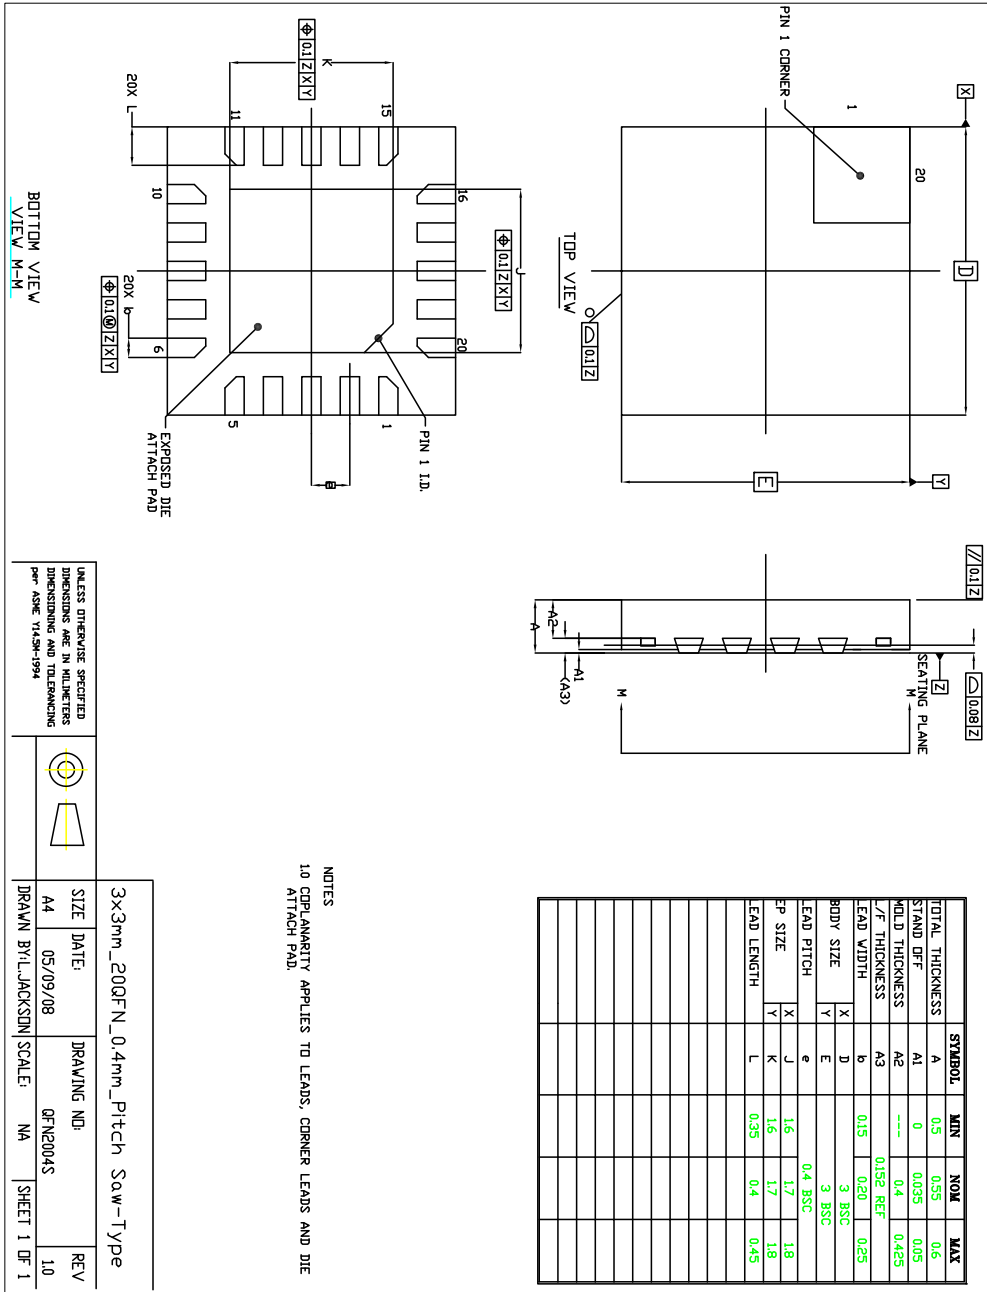 PIN 1 CORNER
1
20
X
D
Y
E
TOP VIEW
0.1 Z
K
0.1 Z X Y
15
11
20X L
16
10
J
0.1 Z X Y
20
20X b
0.1 Ⓜ Z X Y
6
5
1
PIN 1 I.D.
EXPOSED DIE
ATTACH PAD
e
BOTTOM VIEW
VIEW M-M
// 0.1 Z
A2
A
A1
(A3)
SEATING PLANE
Z
0.08 Z
M
M
SYMBOL MIN NOM MAX
TOTAL THICKNESS A 0.5 0.55 0.6
STAND OFF A1 0 0.035 0.05
MOLD THICKNESS A2 --- 0.4 0.425
L/F THICKNESS A3 0.152 REF
LEAD WIDTH b 0.15 0.20 0.25
BODY SIZE X D 3 BSC
Y E 3 BSC
LEAD PITCH e 0.4 BSC
EP SIZE X J 1.6 1.7 1.8
Y K 1.6 1.7 1.8
LEAD LENGTH L 0.35 0.4 0.45
NOTES
1.0 COPLANARITY APPLIES TO LEADS, CORNER LEADS AND DIE
ATTACH PAD.
UNLESS OTHERWISE SPECIFIED
DIMENSIONS ARE IN MILIMETERS
DIMENSIONING AND TOLERANCING
per ASME Y14.5M-1994
3x3mm_20QFN_0.4mm_Pitch Saw-Type
SIZE DATE: DRAWING NO: REV
A4 05/09/08 QFN2004S 1.0
DRAWN BY:L.JACKSON SCALE: NA SHEET 1 OF 1